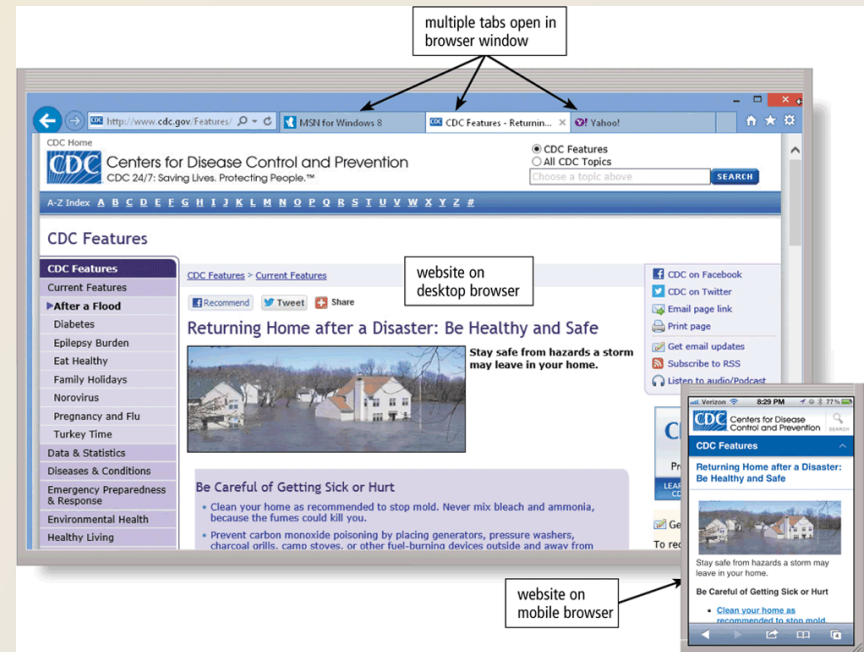 multiple tabs open in
browser window
http://www.cdc.gov/Features/
MSN for Windows 8
CDC Features - Returnin...
Yahoo!
CDC Home
CDC
Centers for Disease Control and Prevention
CDC 24/7: Saving Lives. Protecting People.™
CDC Features
All CDC Topics
Choose a topic above
SEARCH
A-Z Index A B C D E F G H I J K L M N O P Q R S T U V W X Y Z #
CDC Features
CDC Features
Current Features
After a Flood
Diabetes
Epilepsy Burden
Eat Healthy
Family Holidays
Norovirus
Pregnancy and Flu
Turkey Time
Data & Statistics
Diseases & Conditions
Emergency Preparedness
& Response
Environmental Health
Healthy Living
CDC Features > Current Features
website on
desktop browser
Recommend
Tweet
Share
Returning Home after a Disaster: Be Healthy and Safe
Stay safe from hazards a storm
may leave in your home.
Be Careful of Getting Sick or Hurt
• Clean your home as recommended to stop mold. Never mix bleach and ammonia,
because the fumes could kill you.
• Prevent carbon monoxide poisoning by placing generators, pressure washers,
charcoal grills, camp stoves, or other fuel-burning devices outside and away from
CDC on Facebook
CDC on Twitter
Email page link
Print page
Get email updates
Subscribe to RSS
Listen to audio/Podcast
Ge
To rec
website on
mobile browser
Verizon
8:29 PM
77%
CDC
Centers for Disease
Control and Prevention
SEARCH
CDC Features
Returning Home after a Disaster:
Be Healthy and Safe
Stay safe from hazards a storm may
leave in your home.
Be Careful of Getting Sick or Hurt
• Clean your home as
recommended to stop mold.